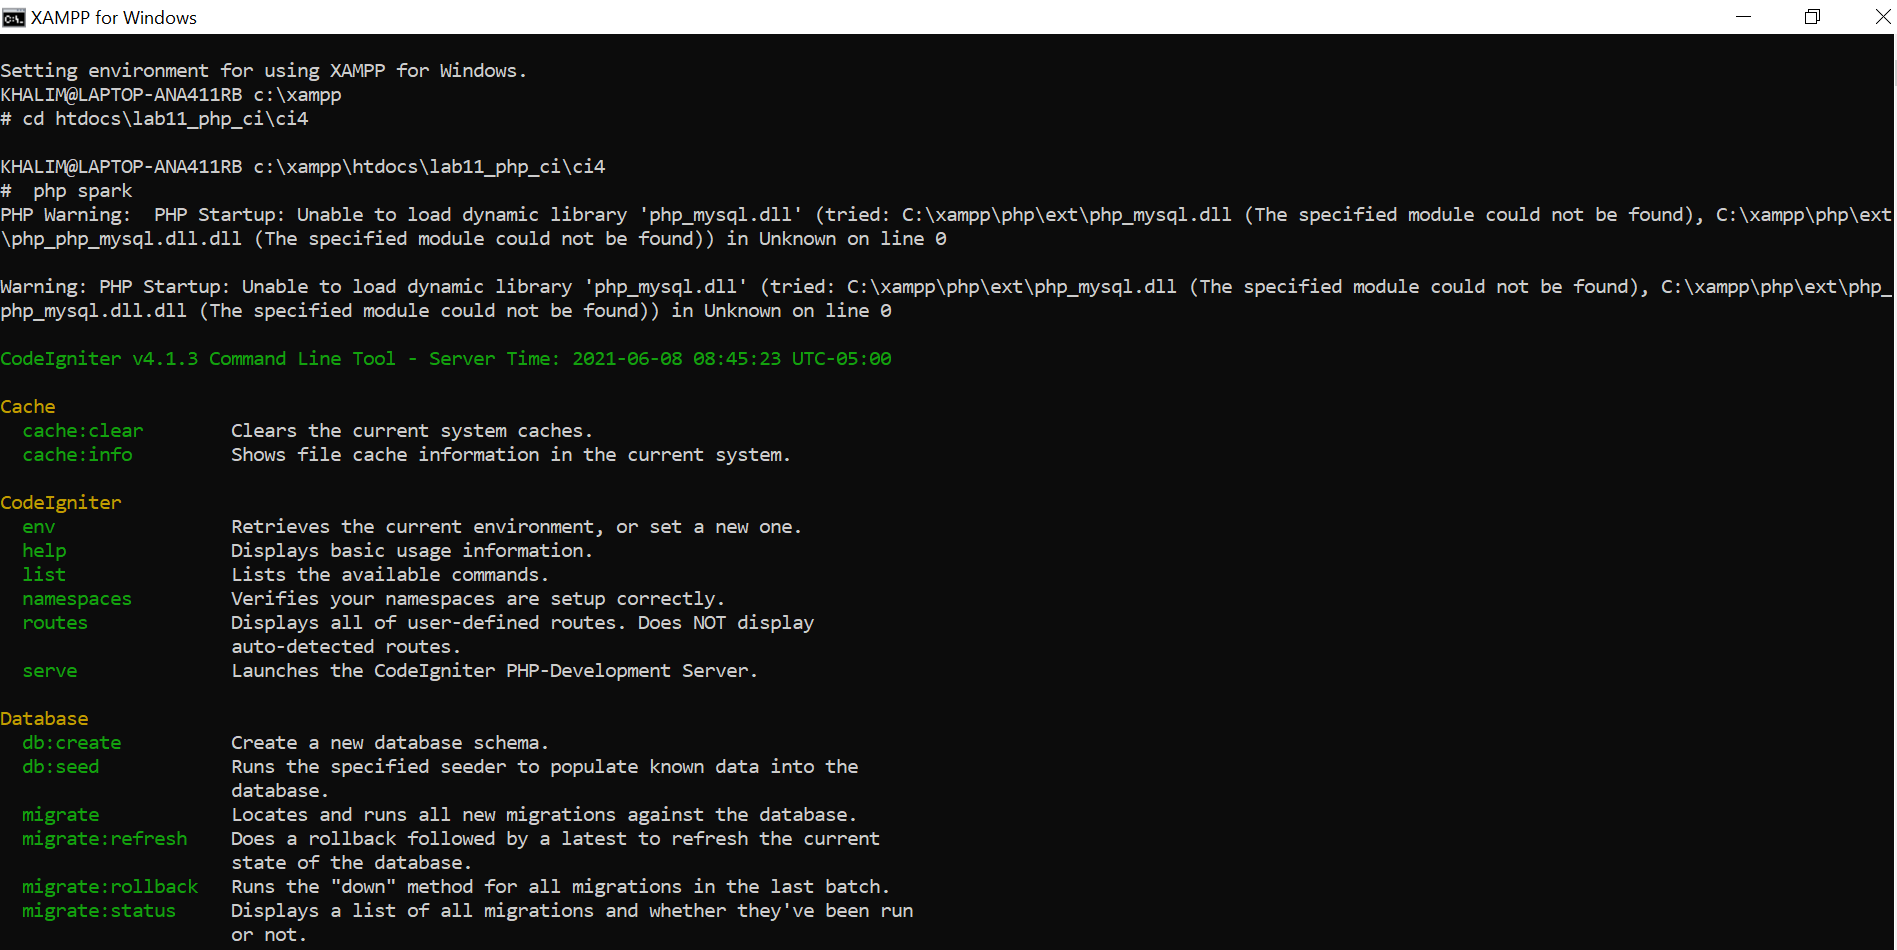 XAMPP for Windows
Setting environment for using XAMPP for Windows.
KHALIM@LAPTOP-ANA411RB c:\xampp
# cd htdocs\lab11_php_ci\ci4
KHALIM@LAPTOP-ANA411RB c:\xampp\htdocs\lab11_php_ci\ci4
#  php spark
PHP Warning:  PHP Startup: Unable to load dynamic library 'php_mysql.dll' (tried: C:\xampp\php\ext\php_mysql.dll (The specified module could not be found), C:\xampp\php\ext
\php_php_mysql.dll.dll (The specified module could not be found)) in Unknown on line 0
Warning: PHP Startup: Unable to load dynamic library 'php_mysql.dll' (tried: C:\xampp\php\ext\php_mysql.dll (The specified module could not be found), C:\xampp\php\ext\php_
php_mysql.dll.dll (The specified module could not be found)) in Unknown on line 0
CodeIgniter v4.1.3 Command Line Tool - Server Time: 2021-06-08 08:45:23 UTC-05:00
Cache
cache:clear        Clears the current system caches.
cache:info         Shows file cache information in the current system.
CodeIgniter
env                Retrieves the current environment, or set a new one.
help               Displays basic usage information.
list               Lists the available commands.
namespaces         Verifies your namespaces are setup correctly.
routes             Displays all of user-defined routes. Does NOT display
auto-detected routes.
serve              Launches the CodeIgniter PHP-Development Server.
Database
db:create          Create a new database schema.
db:seed            Runs the specified seeder to populate known data into the
database.
migrate            Locates and runs all new migrations against the database.
migrate:refresh    Does a rollback followed by a latest to refresh the current
state of the database.
migrate:rollback   Runs the "down" method for all migrations in the last batch.
migrate:status     Displays a list of all migrations and whether they've been run
or not.